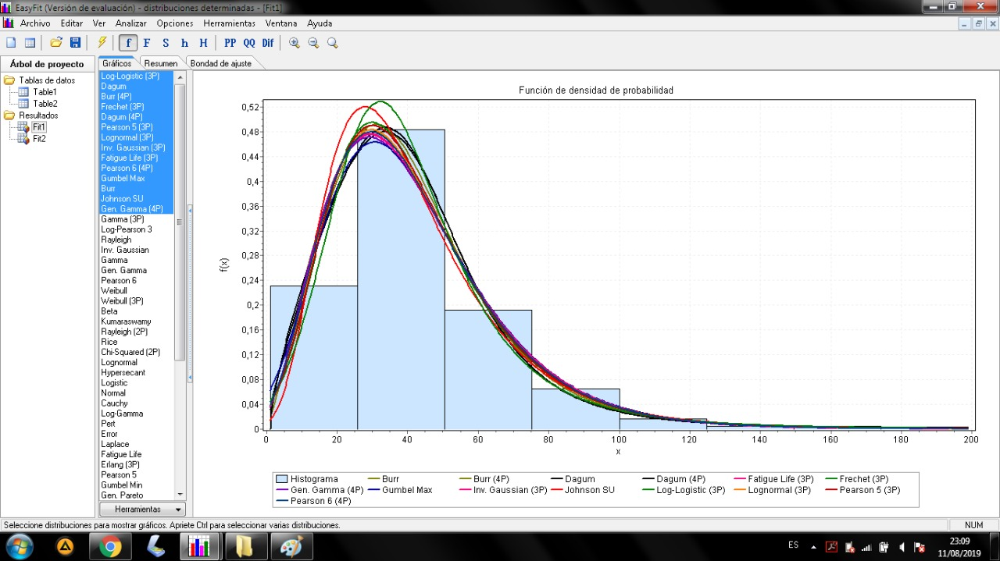 EasyFit (Versión de evaluación) - distribuciones determinadas - [Fit1]
Archivo Editar Ver Analizar Opciones Herramientas Ventana Ayuda
f F S h H PP QQ Dif
Árbol de proyecto
Tablas de datos
Table1
Table2
Resultados
Fit1
Fit2
Gráficos Resumen Bondad de ajuste
Log-Logistic (3P)
Dagum
Burr (4P)
Frechet (3P)
Dagum (4P)
Pearson 5 (3P)
Lognormal (3P)
Inv. Gaussian (3P)
Fatigue Life (3P)
Pearson 6 (4P)
Gumbel Max
Burr
Johnson SU
Gen. Gamma (4P)
Gamma (3P)
Log-Pearson 3
Rayleigh
Inv. Gaussian
Gamma
Gen. Gamma
Pearson 6
Weibull
Weibull (3P)
Beta
Kumaraswamy
Rayleigh (2P)
Rice
Chi-Squared (2P)
Lognormal
Hypersecant
Logistic
Normal
Cauchy
Log-Gamma
Pert
Error
Laplace
Fatigue Life
Erlang (3P)
Pearson 5
Gumbel Min
Gen. Pareto
Herramientas
Función de densidad de probabilidad
0,52
0,48
0,44
0,4
0,36
0,32
0,28
0,24
0,2
0,16
0,12
0,08
0,04
0
f(x)
0 20 40 60 80 100 120 140 160 180 200
x
Histograma Burr Burr (4P) Dagum Dagum (4P) Fatigue Life (3P) Frechet (3P)
Gen. Gamma (4P) Gumbel Max Inv. Gaussian (3P) Johnson SU Log-Logistic (3P) Lognormal (3P) Pearson 5 (3P)
Pearson 6 (4P)
Seleccione distribuciones para mostrar gráficos. Apriete Ctrl para seleccionar varias distribuciones.
NUM
ES
23:09
11/08/2019